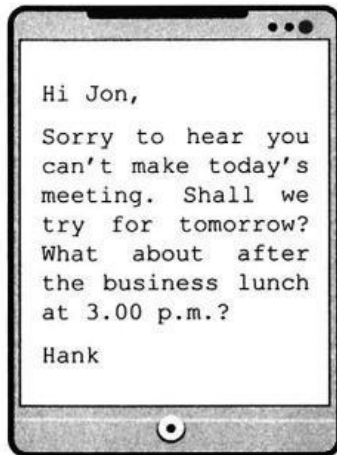 Hi Jon,
Sorry to hear you
can't make today's
meeting. Shall we
try for tomorrow?
What about after
the business lunch
at 3.00 p.m.?
Hank